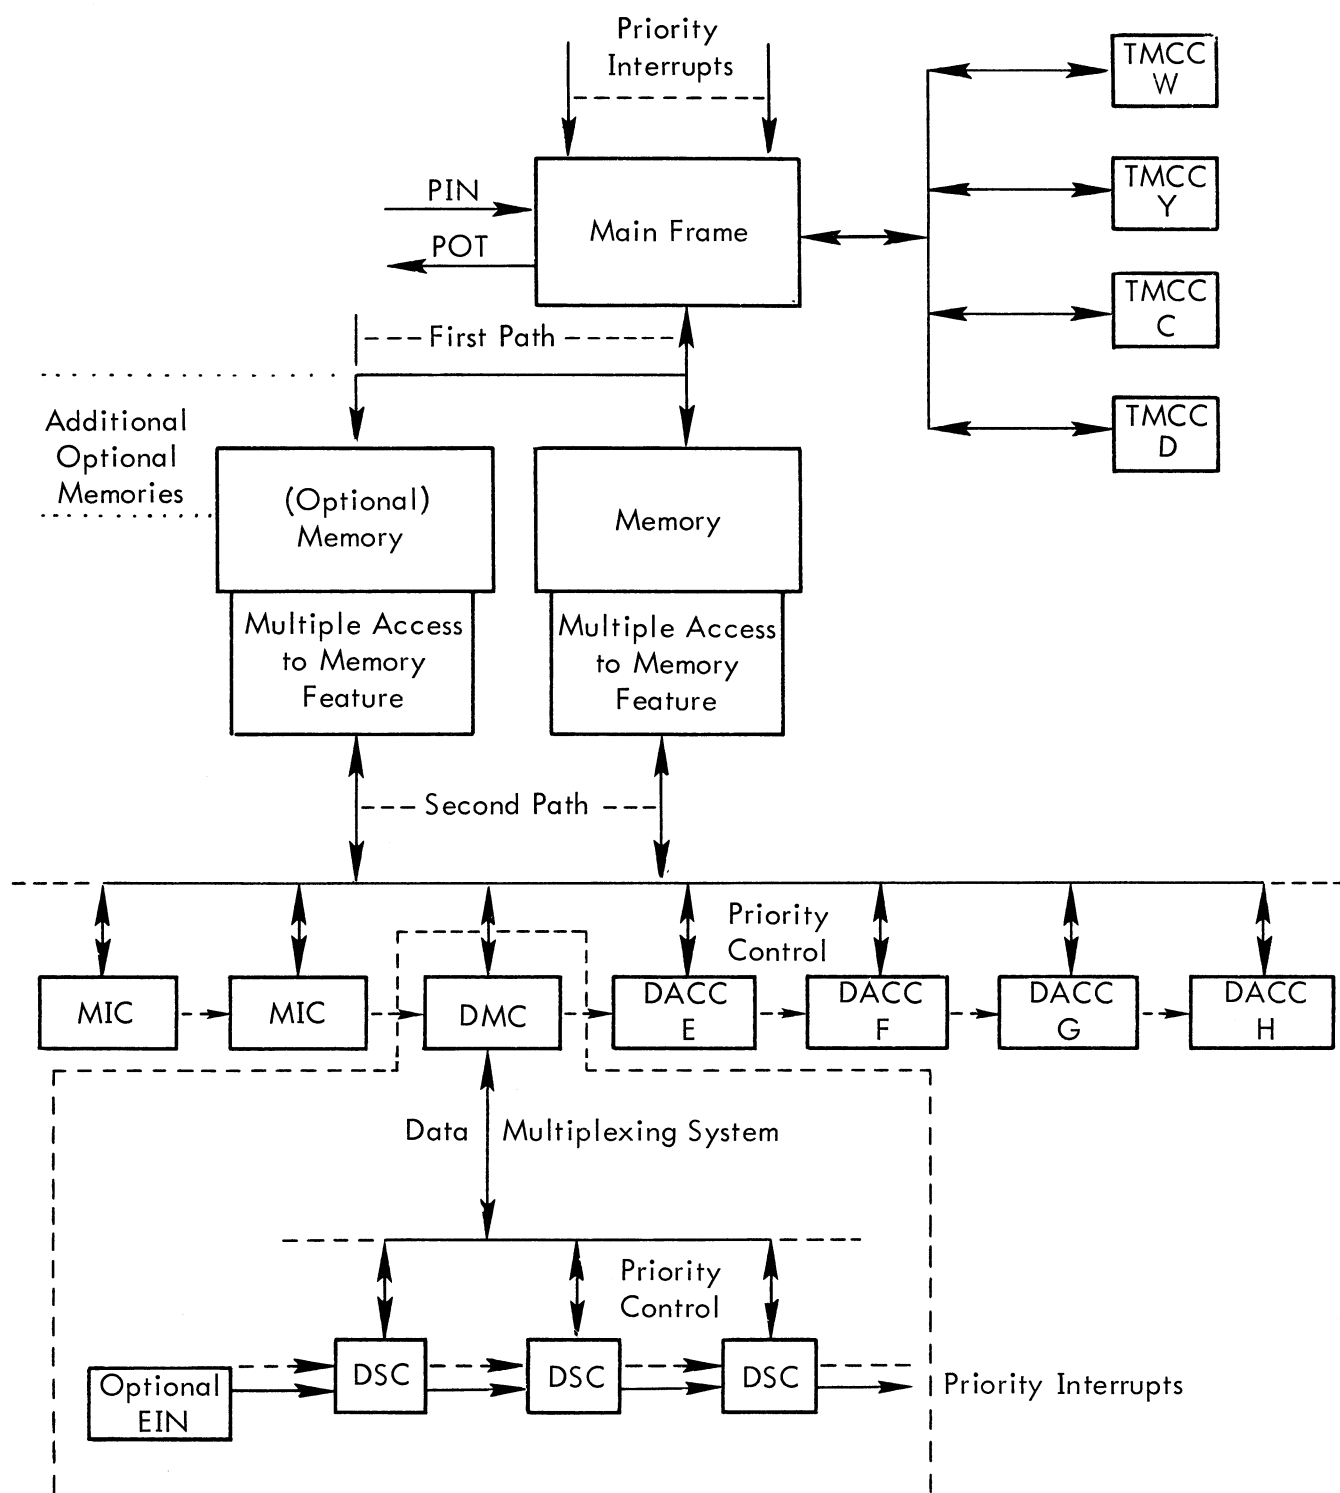 Priority
Interrupts
TMCC
W
TMCC
Y
PIN
POT
Main Frame
TMCC
C
First Path
TMCC
D
Additional
Optional
Memories
(Optional)
Memory
Memory
Multiple Access
to Memory
Feature
Multiple Access
to Memory
Feature
Second Path
Priority
Control
MIC
MIC
DMC
DACC
E
DACC
F
DACC
G
DACC
H
Data Multiplexing System
Priority
Control
Optional
EIN
DSC
DSC
DSC
Priority Interrupts